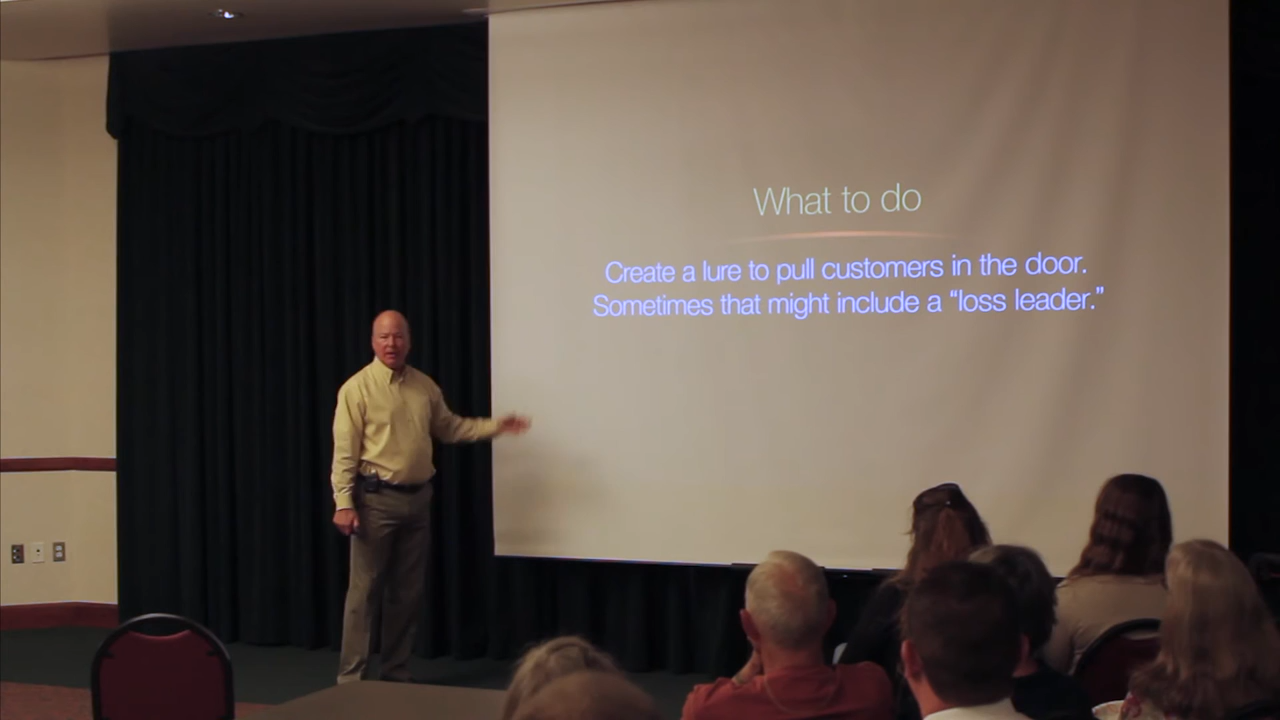 What to do
Create a lure to pull customers in the door.
Sometimes that might include a “loss leader.”